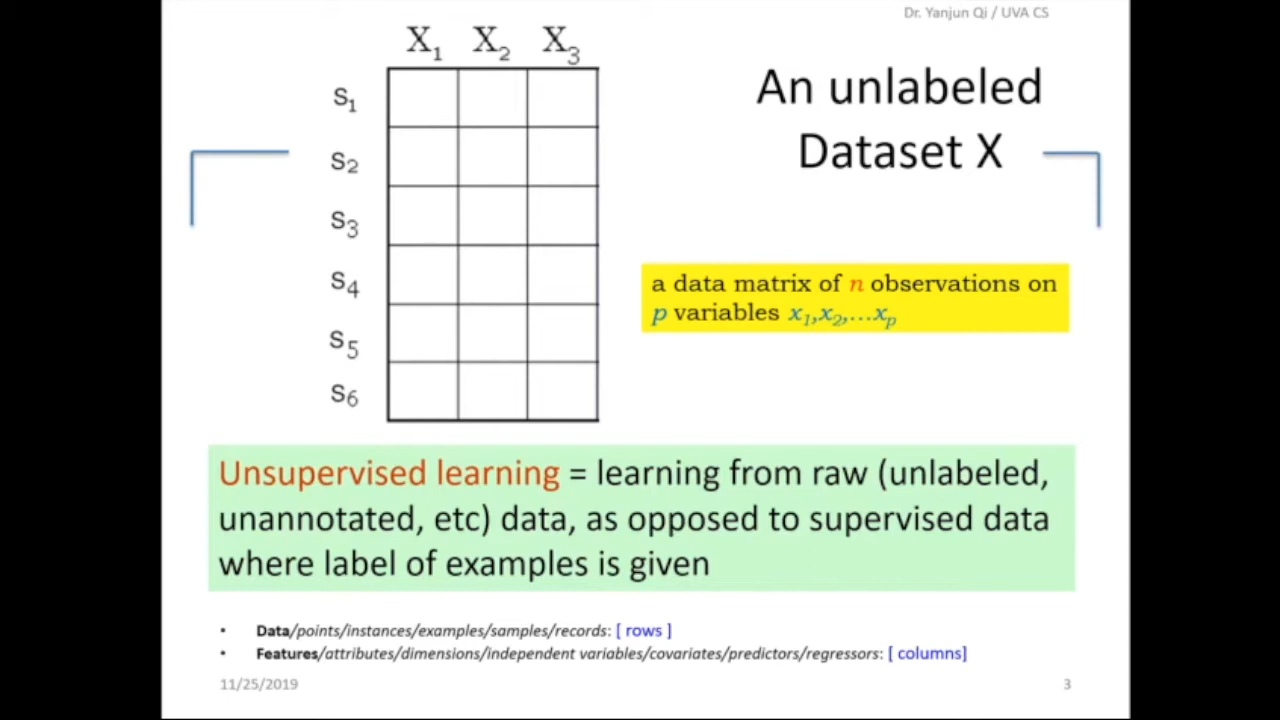 Dr. Yanjun Qi / UVA CS
X1 X2 X3
An unlabeled
Dataset X
S1
S2
S3
S4
S5
S6
a data matrix of n observations on
p variables x1,x2,...xp
Unsupervised learning = learning from raw (unlabeled,
unannotated, etc) data, as opposed to supervised data
where label of examples is given
• Data/points/instances/examples/samples/records: [ rows ]
• Features/attributes/dimensions/independent variables/covariates/predictors/regressors: [ columns]
11/25/2019
3